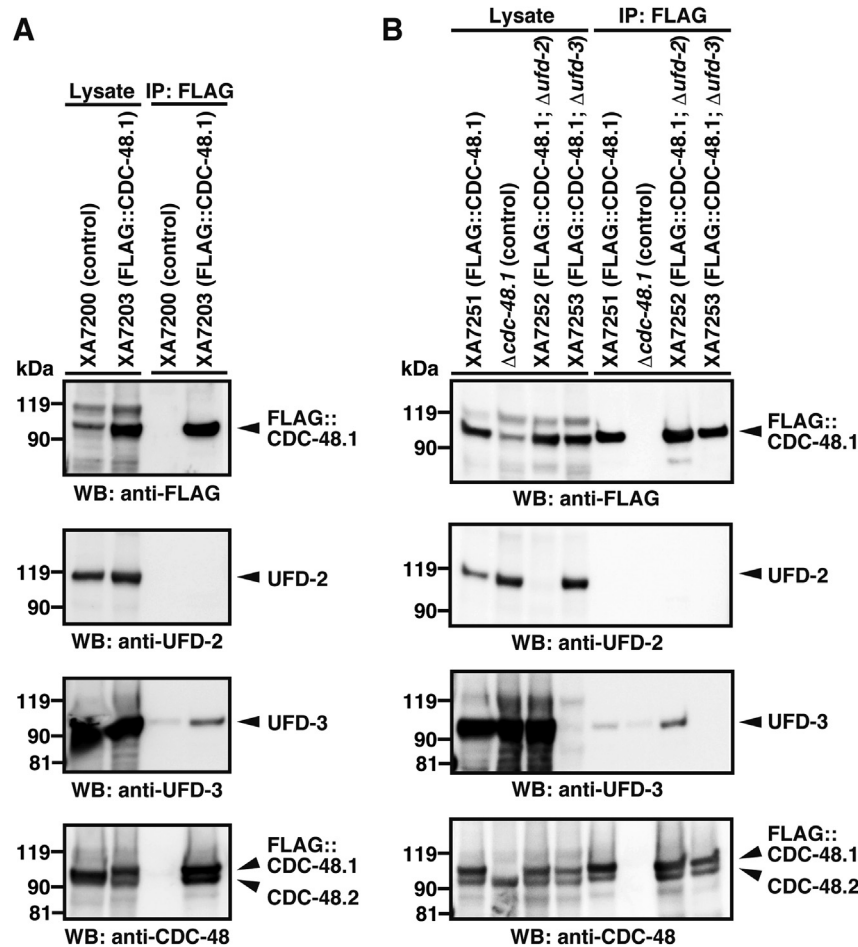 A
Lysate IP: FLAG
XA7200 (control)
XA7203 (FLAG::CDC-48.1)
XA7200 (control)
XA7203 (FLAG::CDC-48.1)
kDa
119
90
FLAG::
CDC-48.1
WB: anti-FLAG
119
90
UFD-2
WB: anti-UFD-2
119
90
81
UFD-3
WB: anti-UFD-3
119
90
81
FLAG::
CDC-48.1
CDC-48.2
WB: anti-CDC-48
B
Lysate IP: FLAG
XA7251 (FLAG::CDC-48.1)
Δcdc-48.1 (control)
XA7252 (FLAG::CDC-48.1; Δufd-2)
XA7253 (FLAG::CDC-48.1; Δufd-3)
XA7251 (FLAG::CDC-48.1)
Δcdc-48.1 (control)
XA7252 (FLAG::CDC-48.1; Δufd-2)
XA7253 (FLAG::CDC-48.1; Δufd-3)
kDa
119
90
FLAG::
CDC-48.1
WB: anti-FLAG
119
90
UFD-2
WB: anti-UFD-2
119
90
81
UFD-3
WB: anti-UFD-3
119
90
81
FLAG::
CDC-48.1
CDC-48.2
WB: anti-CDC-48